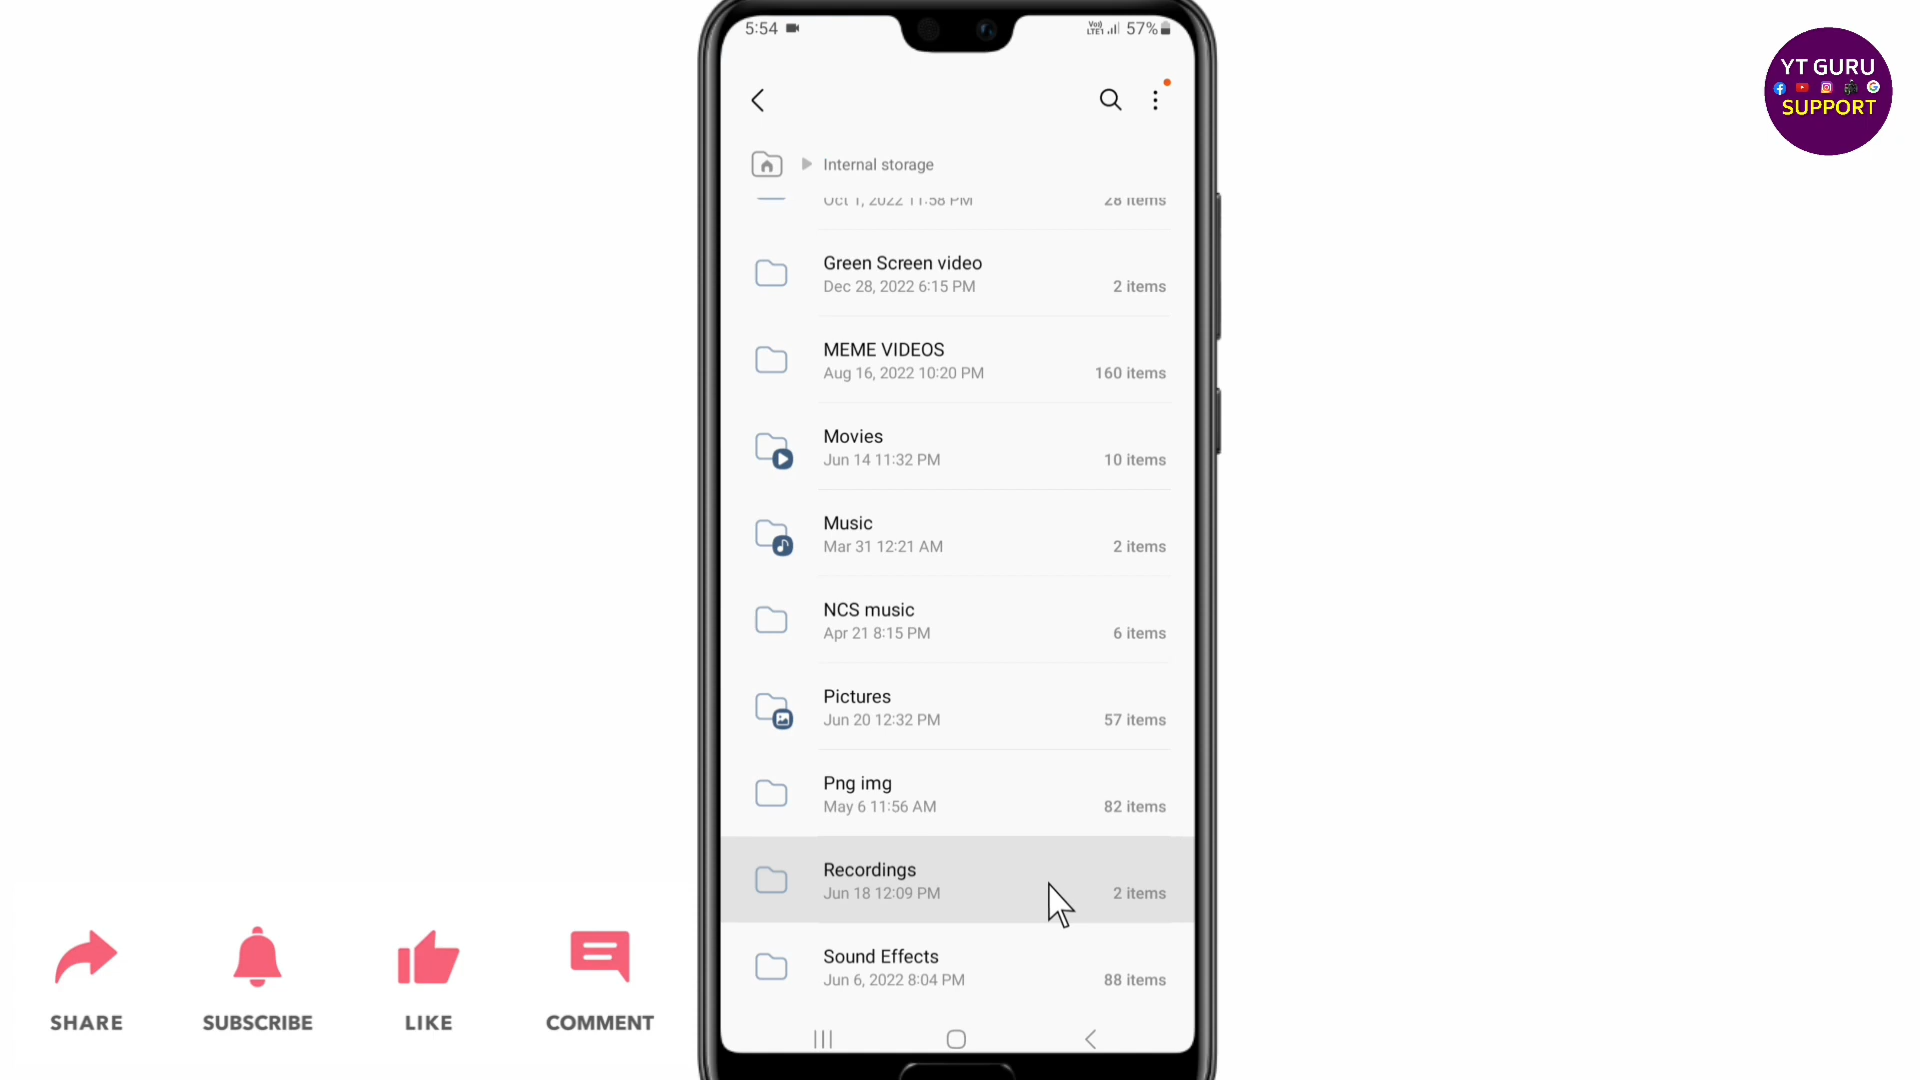 5:54
Vo)) LTE1 57%
YT GURU
SUPPORT
Internal storage
Oct 1, 2022 11:58 PM 28 items
Green Screen video
Dec 28, 2022 6:15 PM 2 items
MEME VIDEOS
Aug 16, 2022 10:20 PM 160 items
Movies
Jun 14 11:32 PM 10 items
Music
Mar 31 12:21 AM 2 items
NCS music
Apr 21 8:15 PM 6 items
Pictures
Jun 20 12:32 PM 57 items
Png img
May 6 11:56 AM 82 items
Recordings
Jun 18 12:09 PM 2 items
Sound Effects
Jun 6, 2022 8:04 PM 88 items
SHARE SUBSCRIBE LIKE COMMENT